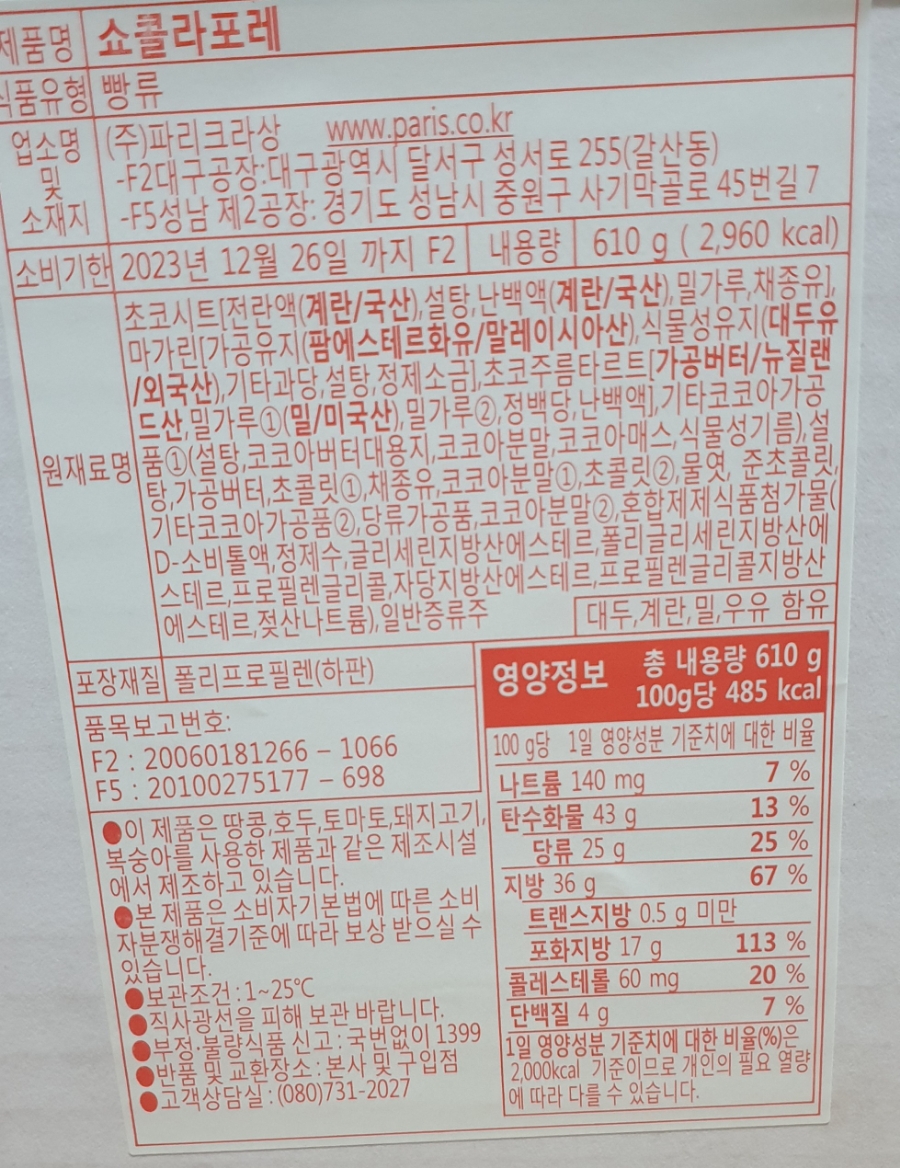 제품명 쇼콜라포레
식품유형 빵류
업소명 및 소재지 (주)파리크라상 www.paris.co.kr
-F2대구공장:대구광역시 달서구 성서로 255(갈산동)
-F5성남 제2공장: 경기도 성남시 중원구 사기막골로 45번길 7
소비기한 2023년 12월 26일 까지 F2 내용량 610 g ( 2,960 kcal)
원재료명
초코시트[전란액(계란/국산),설탕,난백액(계란/국산),밀가루,채종유],
마가린[가공유지(팜에스테르화유/말레이시아산),식물성유지(대두유
/외국산),기타과당,설탕,정제소금],초코주름타르트[가공버터/뉴질랜
드산,밀가루①(밀/미국산),밀가루②,정백당,난백액],기타코코아가공
품①(설탕,코코아버터대용지,코코아분말,코코아매스,식물성기름),설
탕,가공버터,초콜릿①,채종유,코코아분말①,초콜릿②,물엿, 준초콜릿,
기타코코아가공품②,당류가공품,코코아분말②,혼합제제식품첨가물(
D-소비톨액,정제수,글리세린지방산에스테르,폴리글리세린지방산에
스테르,프로필렌글리콜,자당지방산에스테르,프로필렌글리콜지방산
에스테르,젖산나트륨),일반증류주
대두,계란,밀,우유 함유
포장재질 폴리프로필렌(하판)
품목보고번호:
F2 : 20060181266 – 1066
F5 : 20100275177 – 698
●이 제품은 땅콩,호두,토마토,돼지고기,
복숭아를 사용한 제품과 같은 제조시설
에서 제조하고 있습니다.
●본 제품은 소비자기본법에 따른 소비
자분쟁해결기준에 따라 보상 받으실 수
있습니다.
●보관조건:1~25℃
●직사광선을 피해 보관 바랍니다.
●부정·불량식품 신고: 국번없이 1399
●반품 및 교환장소: 본사 및 구입점
●고객상담실: (080)731-2027
영양정보 총 내용량 610 g
100g당 485 kcal
100 g당 1일 영양성분 기준치에 대한 비율
나트륨 140 mg 7 %
탄수화물 43 g 13 %
당류 25 g 25 %
지방 36 g 67 %
트랜스지방 0.5 g 미만
포화지방 17 g 113 %
콜레스테롤 60 mg 20 %
단백질 4 g 7 %
1일 영양성분 기준치에 대한 비율(%)은
2,000kcal 기준이므로 개인의 필요 열량
에 따라 다를 수 있습니다.